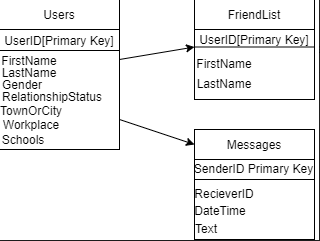 Users
UserID[Primary Key]
FirstName
LastName
Gender
RelationshipStatus
TownOrCity
Workplace
Schools
FriendList
UserID[Primary Key]
FirstName
LastName
Messages
SenderID Primary Key
RecieverID
DateTime
Text